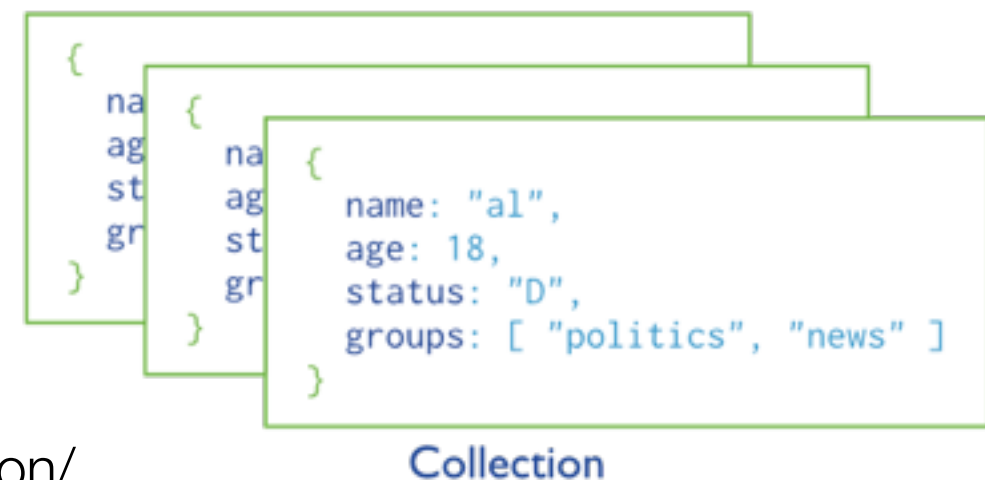 {
na
ag
st
gr
}
{
na
ag
st
gr
}
{
name: "al",
age: 18,
status: "D",
groups: [ "politics", "news" ]
}
on/
Collection